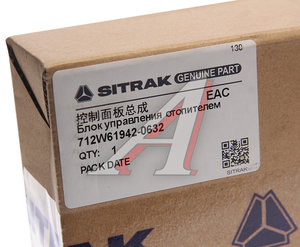 130
SITRAK GENUINE PART
控制面板总成
EAC
Блок управления отопителем
712W61942-0632
QTY: 1
PACK DATE
SITRAK